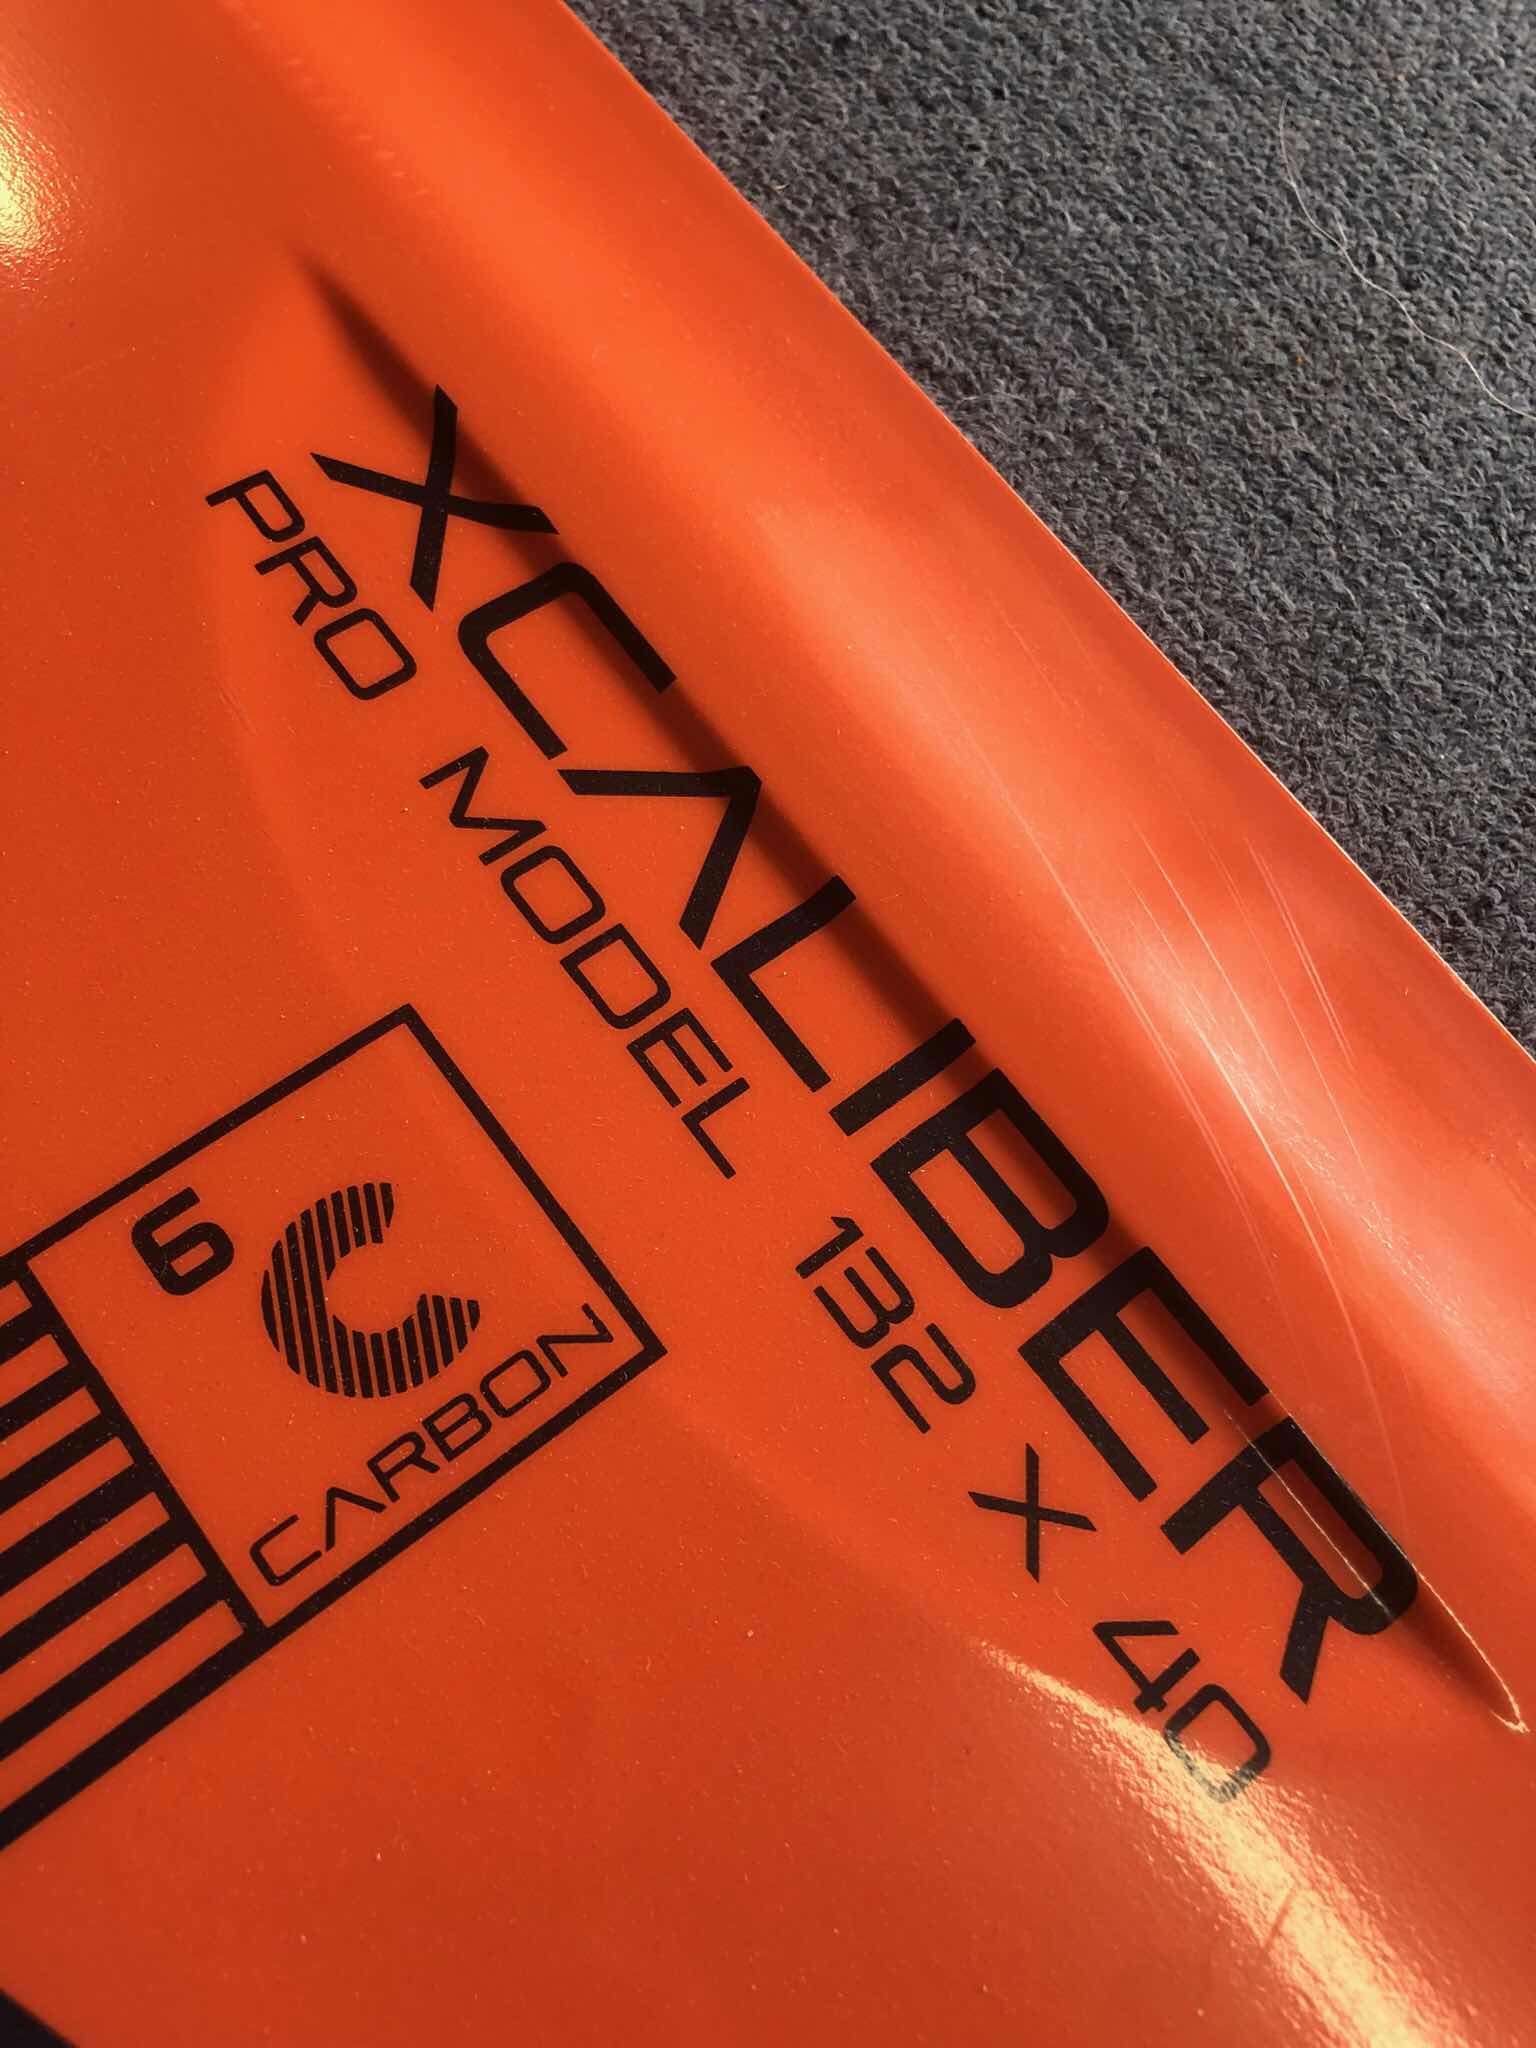 XCALIBER
PRO MODEL 132 X 40
6 C
CARBON